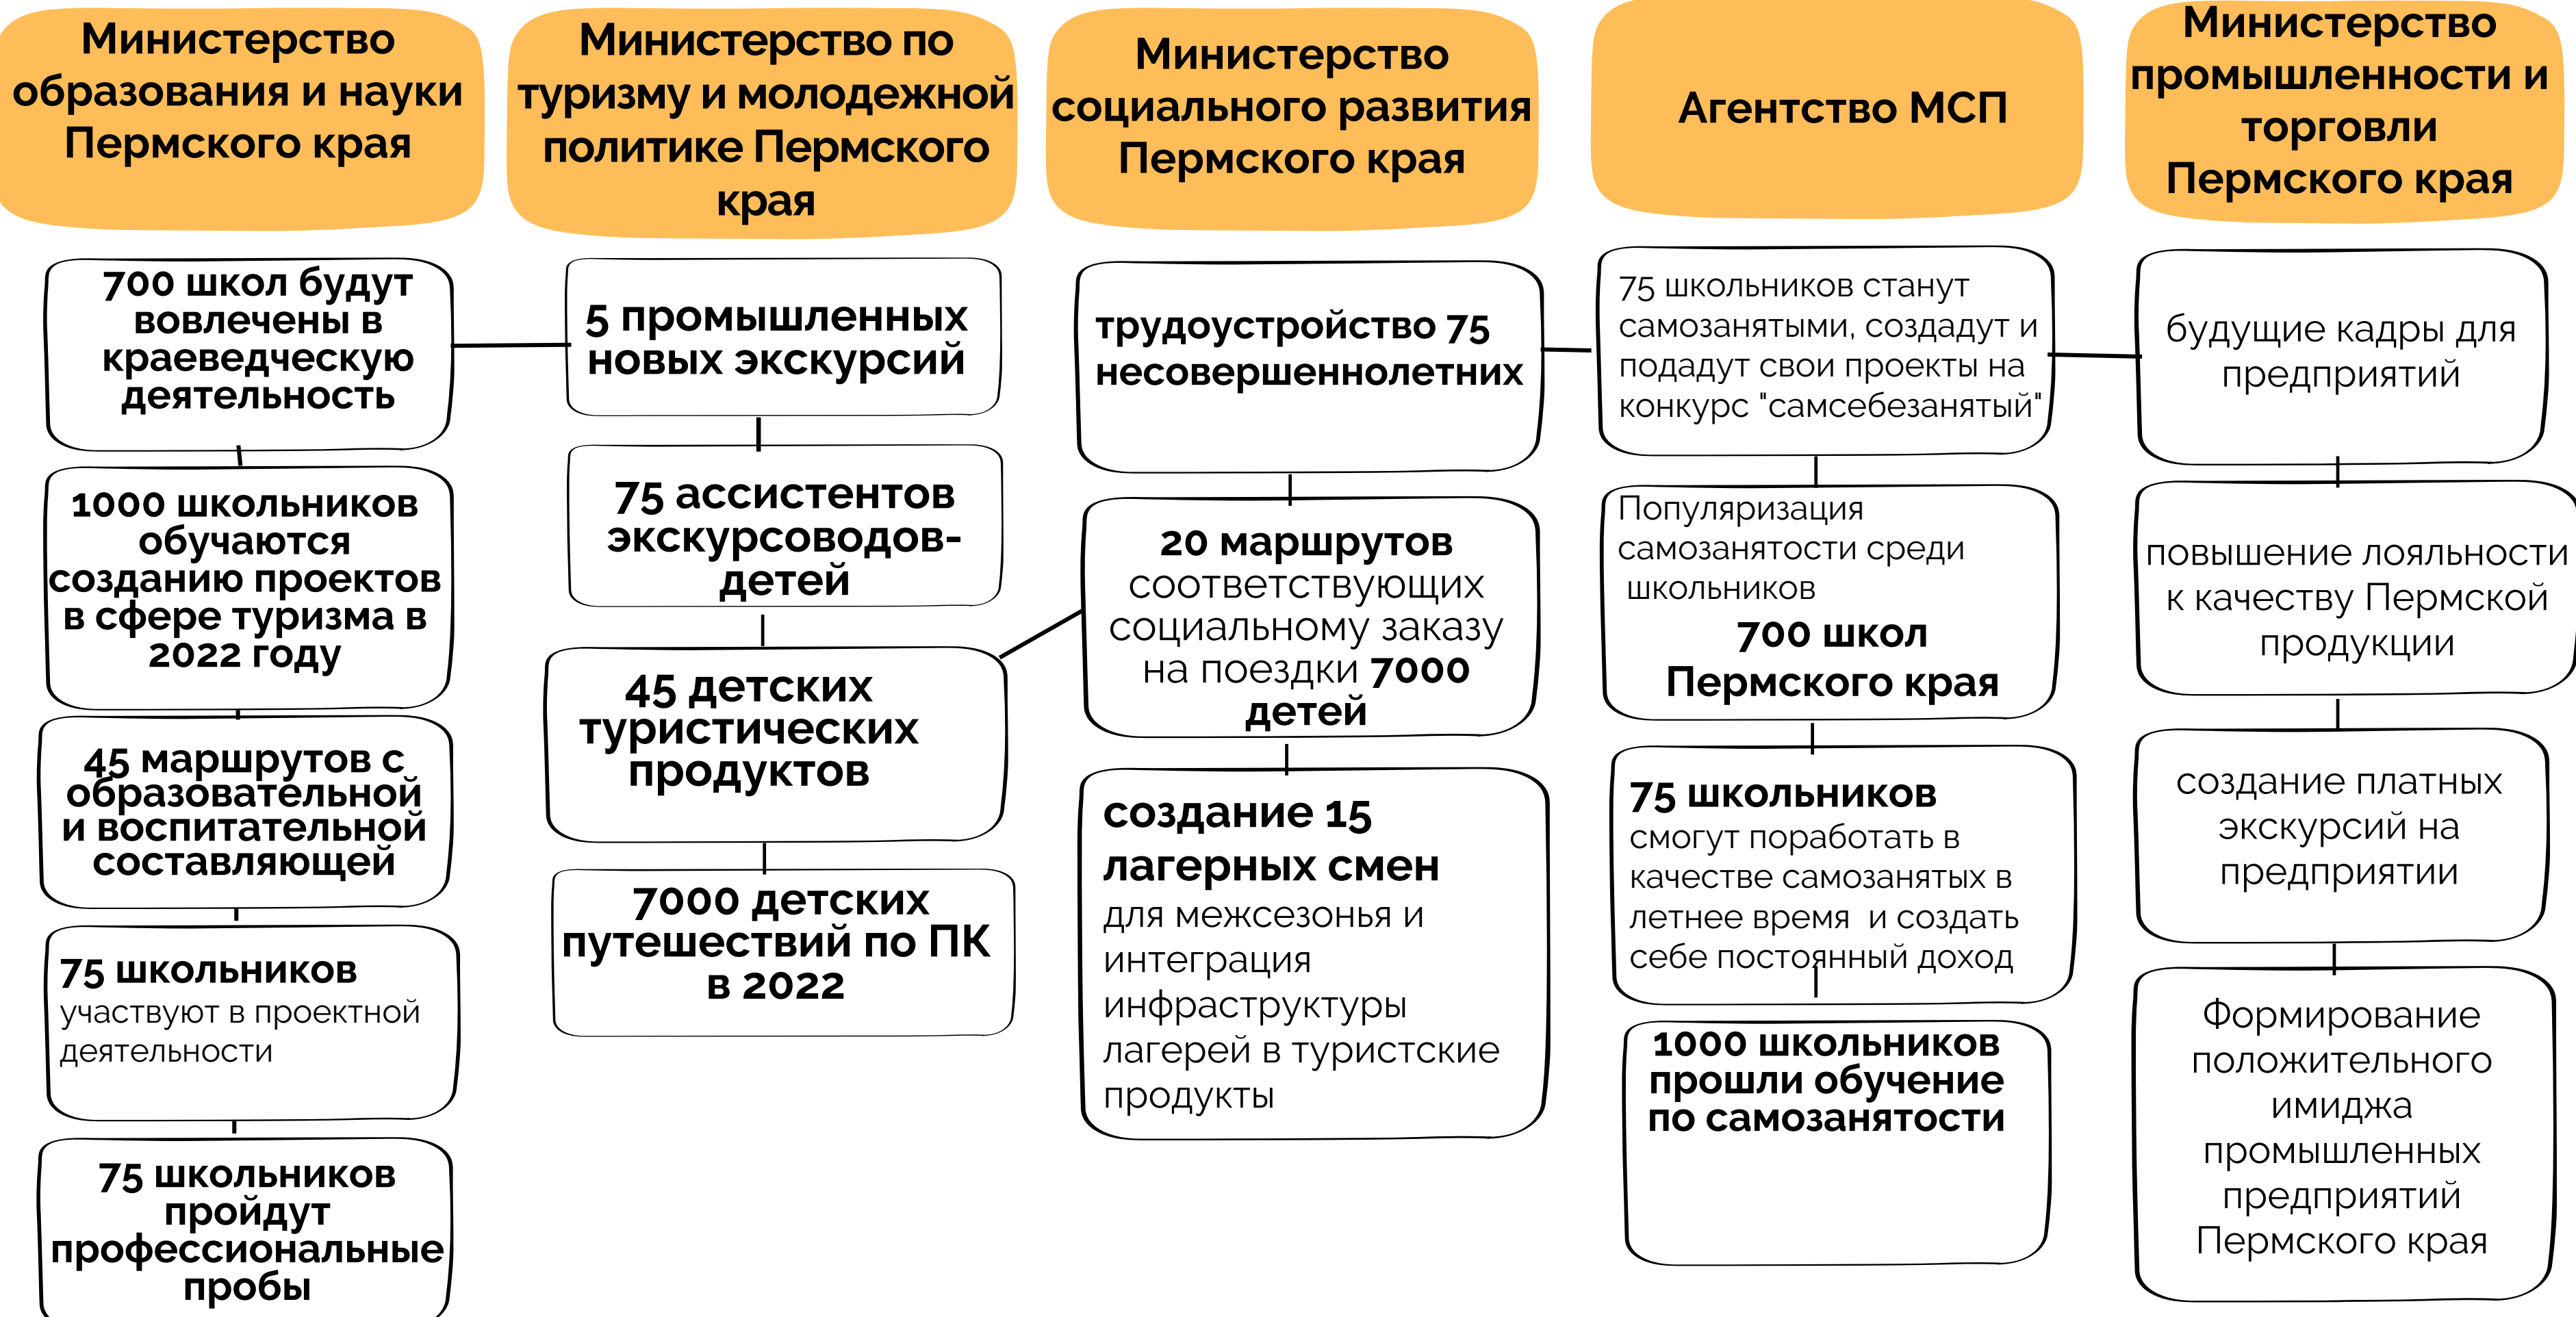 Министерство
образования и науки
Пермского края
700 школ будут
вовлечены в
краеведческую
деятельность
1000 школьников
обучаются
созданию проектов
в сфере туризма в
2022 году
45 маршрутов с
образовательной
и воспитательной
составляющей
75 школьников
участвуют в проектной
деятельности
75 школьников
пройдут
профессиональные
пробы
Министерство по
туризму и молодежной
политике Пермского
края
5 промышленных
новых экскурсий
75 ассистентов
экскурсоводов-
детей
45 детских
туристических
продуктов
7000 детских
путешествий по ПК
в 2022
Министерство
социального развития
Пермского края
трудоустройство 75
несовершеннолетних
20 маршрутов
соответствующих
социальному заказу
на поездки 7000
детей
создание 15
лагерных смен
для межсезонья и
интеграция
инфраструктуры
лагерей в туристские
продукты
Агентство МСП
75 школьников станут
самозанятыми, создадут и
подадут свои проекты на
конкурс "самсебезанятый"
Популяризация
самозанятости среди
школьников
700 школ
Пермского края
75 школьников
смогут поработать в
качестве самозанятых в
летнее время и создать
себе постоянный доход
1000 школьников
прошли обучение
по самозанятости
Министерство
промышленности и
торговли
Пермского края
будущие кадры для
предприятий
повышение лояльности
к качеству Пермской
продукции
создание платных
экскурсий на
предприятии
Формирование
положительного
имиджа
промышленных
предприятий
Пермского края